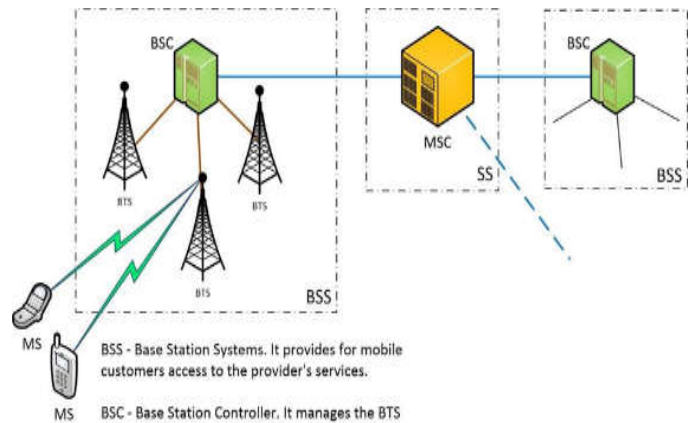 BSC
BSC
MSC
BTS
BTS
SS
BSS
BTS
BSS
MS
BSS - Base Station Systems. It provides for mobile
customers access to the provider's services.
MS
BSC - Base Station Controller. It manages the BTS